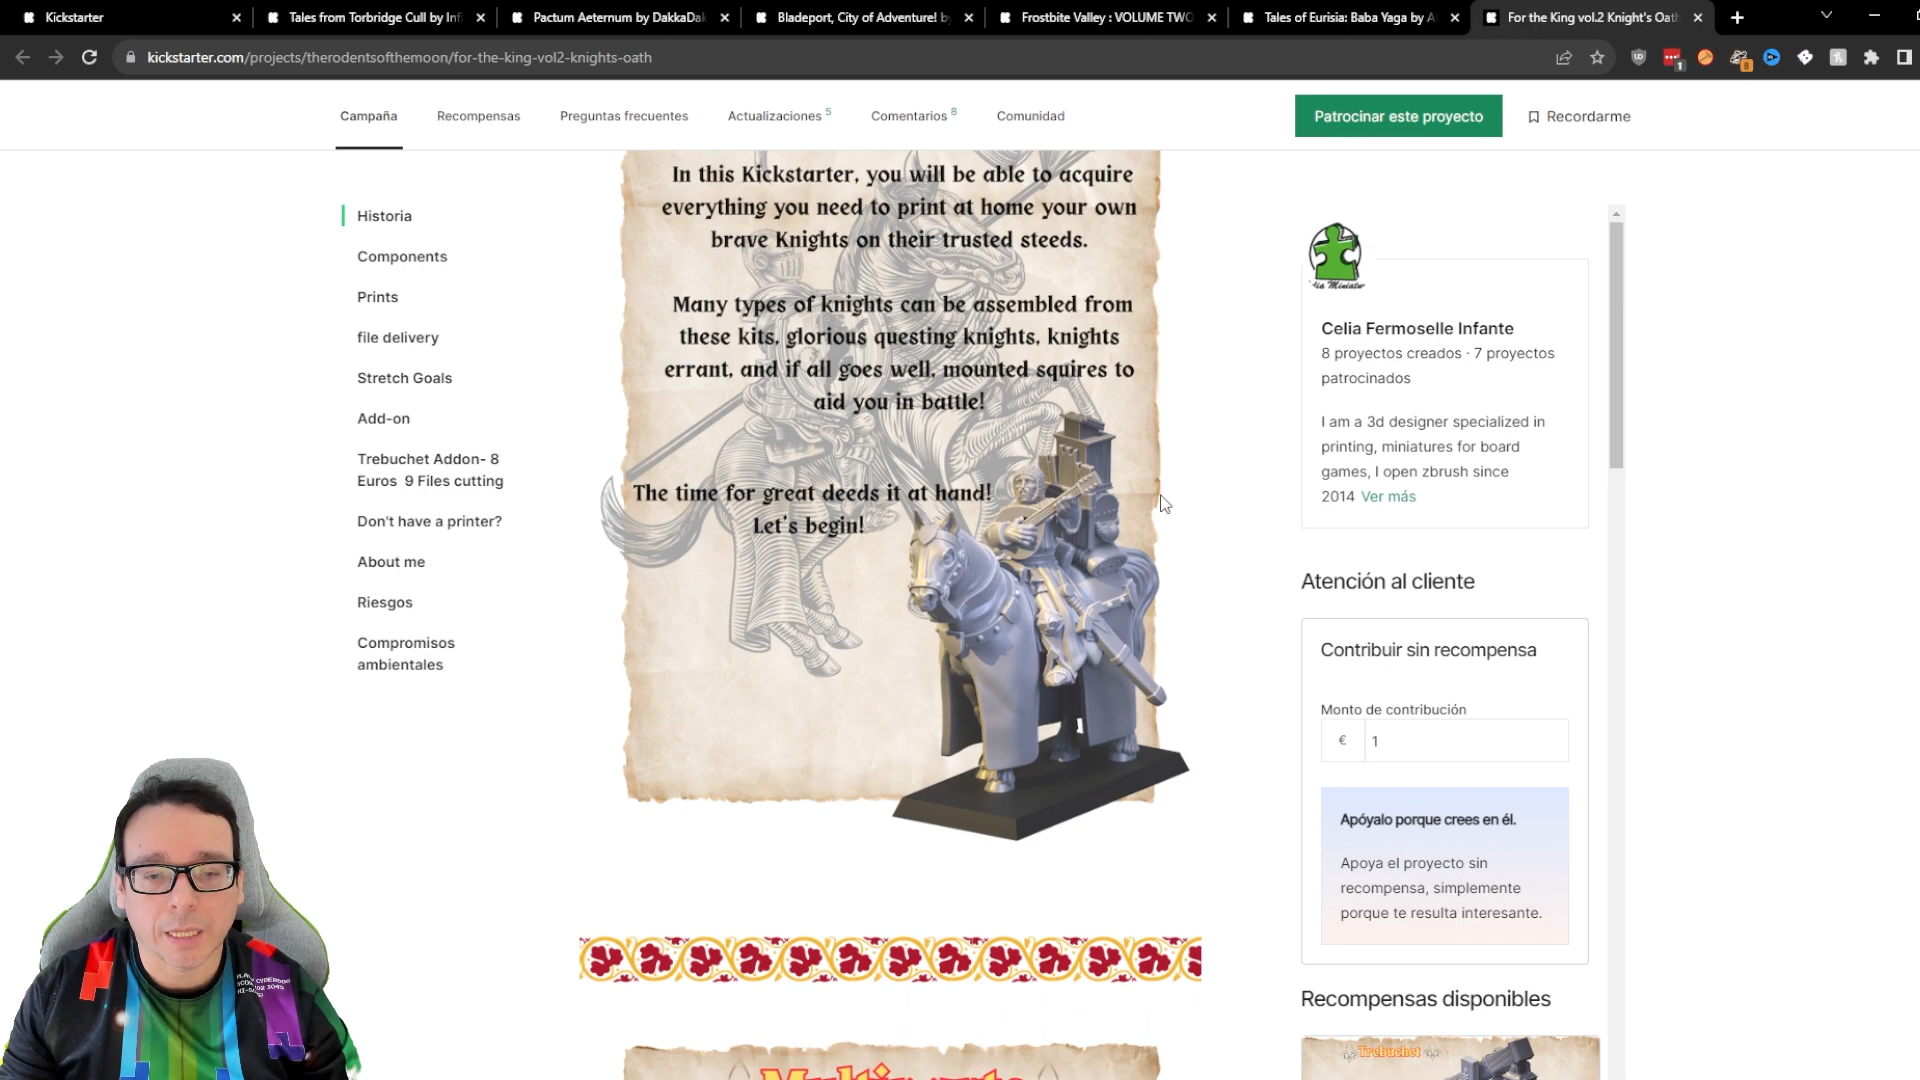 Kickstarter
Tales from Torbridge Cull by Inf
Pactum Aeternum by DakkaDak
Bladeport, City of Adventure! b
Frostbite Valley : VOLUME TWO
Tales of Eurisia: Baba Yaga by A
For the King vol.2 Knight's Oat
kickstarter.com/projects/therodentsofthemoon/for-the-king-vol2-knights-oath
1
8
Campaña
Recompensas
Preguntas frecuentes
Actualizaciones 5
Comentarios 8
Comunidad
Patrocinar este proyecto
Recordarme
Historia
Components
Prints
file delivery
Stretch Goals
Add-on
Trebuchet Addon- 8
Euros 9 Files cutting
Don't have a printer?
About me
Riesgos
Compromisos
ambientales
In this Kickstarter, you will be able to acquire
everything you need to print at home your own
brave Knights on their trusted steeds.
Many types of knights can be assembled from
these kits, glorious questing knights, knights
errant, and if all goes well, mounted squires to
aid you in battle!
The time for great deeds it at hand!
Let's begin!
Multiparts
Celia Fermoselle Infante
8 proyectos creados · 7 proyectos
patrocinados
I am a 3d designer specialized in
printing, miniatures for board
games, I open zbrush since
2014 Ver más
Atención al cliente
Contribuir sin recompensa
Monto de contribución
€ 1
Apóyalo porque crees en él.
Apoya el proyecto sin
recompensa, simplemente
porque te resulta interesante.
Recompensas disponibles
Trebuchet